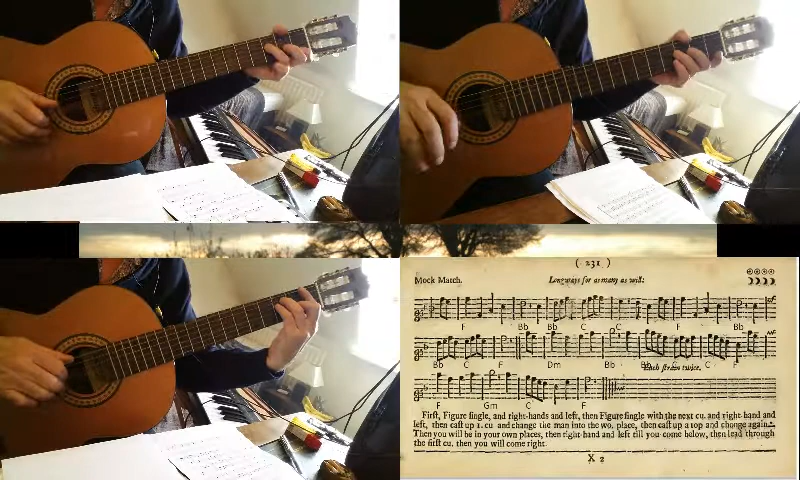 ( 231 )
Mock Match. Longways for as many as will:
F Bb Bb C C F Bb
Bb C F Dm Bb Bb C C F
Each strain twice.
F Gm C F
First, Figure single, and right-hands and left, then Figure single with the next cu. and right-hand and
left, then cast up 1. cu and change the man into the wo. place, then cast up a top and change again:
Then you will be in your own places, then right-hand and left till you come below, then lead through
the first cu. then you will come right.
X 2